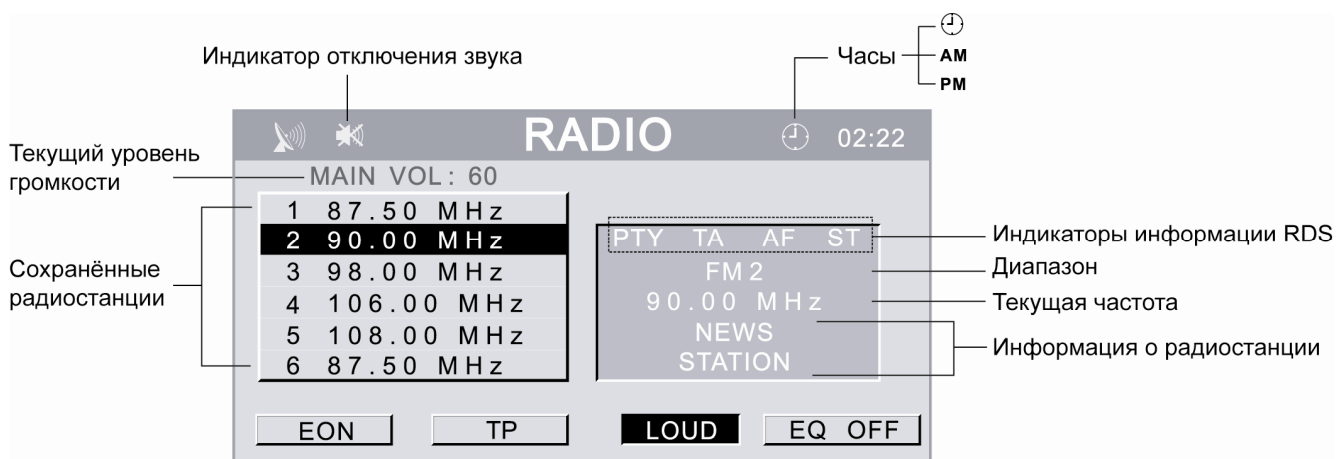 Индикатор отключения звука
Часы
AM
PM
RADIO
02:22
Текущий уровень
громкости
MAIN VOL: 60
Сохранённые
радиостанции
1 87.50 MHz
2 90.00 MHz
3 98.00 MHz
4 106.00 MHz
5 108.00 MHz
6 87.50 MHz
PTY TA AF ST
FM2
90.00 MHz
NEWS
STATION
Индикаторы информации RDS
Диапазон
Текущая частота
Информация о радиостанции
EON
TP
LOUD
EQ OFF